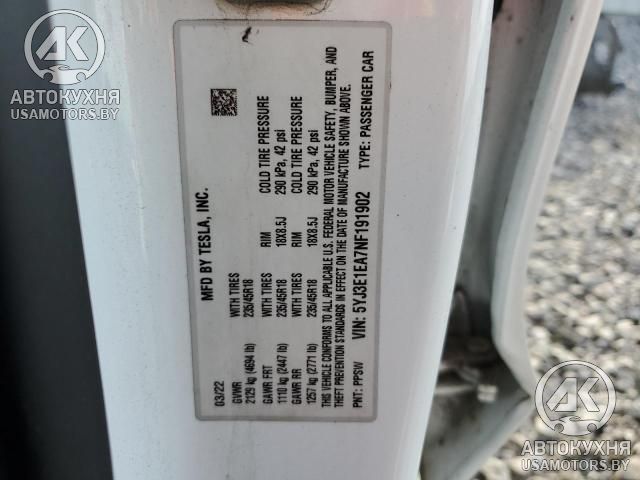 MFD BY TESLA, INC.
03/22
GVWR
2129 kg (4694 lb)
GAWR FRT WITH TIRES RIM COLD TIRE PRESSURE
1110 kg (2447 lb) 235/45R18 18X8.5J 290 kPa, 42 psi
GAWR RR WITH TIRES RIM COLD TIRE PRESSURE
1257 kg (2771 lb) 235/45R18 18X8.5J 290 kPa, 42 psi
THIS VEHICLE CONFORMS TO ALL APPLICABLE U.S. FEDERAL MOTOR VEHICLE SAFETY, BUMPER, AND
THEFT PREVENTION STANDARDS IN EFFECT ON THE DATE OF MANUFACTURE SHOWN ABOVE.
PNT: PPSW VIN: 5YJ3E1EA7NF191902 TYPE: PASSENGER CAR
AK
АВТОКУХНЯ
USAMOTORS.BY
AK
АВТОКУХНЯ
USAMOTORS.BY